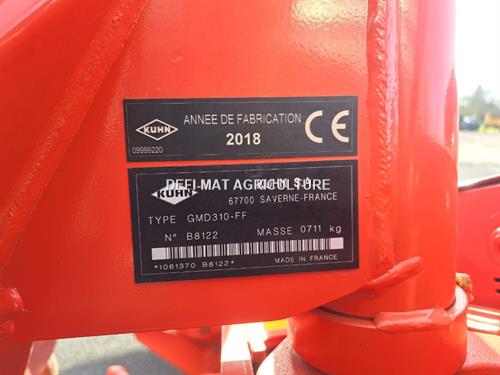 ANNEE DE FABRICATION
KUHN
2018
CE
09999220
DEFI-MAT AGRICULTURE
KUHN S.A.
KUHN
67700 SAVERNE-FRANCE
TYPE GMD310-FF
N° B8122 MASSE 0711 kg
*1061370 B8122*
MADE IN FRANCE